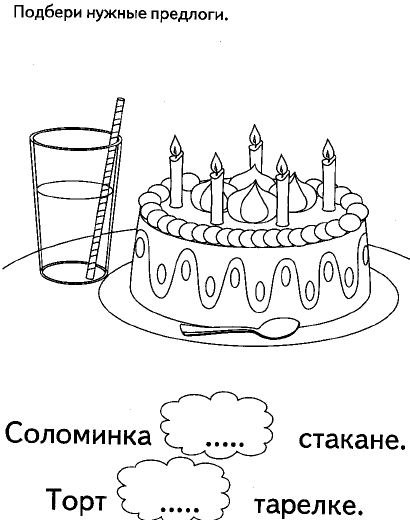 Подбери нужные предлоги.
Соломинка ..... стакане.
Торт ..... тарелке.